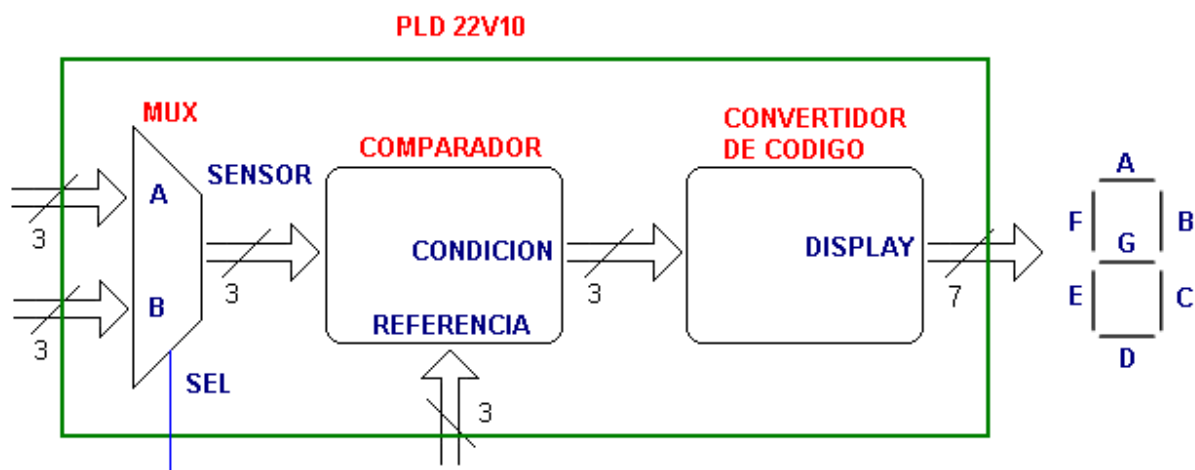 PLD 22V10
MUX
COMPARADOR
CONVERTIDOR
DE CODIGO
A
B
SEL
3
3
SENSOR
3
CONDICION
REFERENCIA
3
3
DISPLAY
7
A
F
B
G
E
C
D